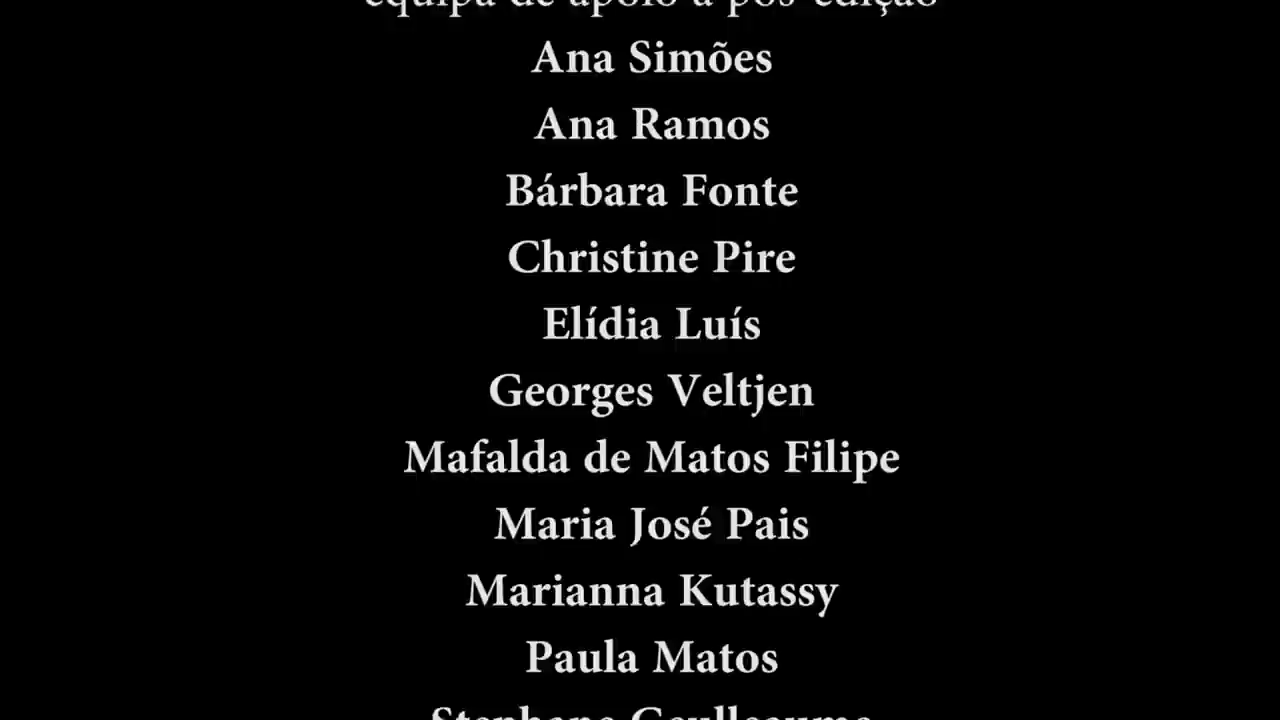 equipa de apoio à pós-edição
Ana Simões
Ana Ramos
Bárbara Fonte
Christine Pire
Elídia Luís
Georges Veltjen
Mafalda de Matos Filipe
Maria José Pais
Marianna Kutassy
Paula Matos
Stephane